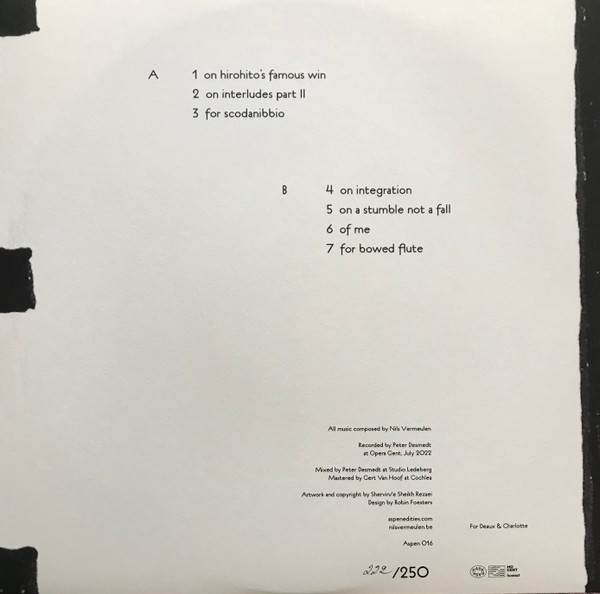 A 1 on hirohito's famous win
2 on interludes part II
3 for scodanibbio
B 4 on integration
5 on a stumble not a fall
6 of me
7 for bowed flute
All music composed by Nils Vermeulen
Recorded by Peter Desmedt
at Opera Gent, July 2022
Mixed by Peter Desmedt at Studio Ledeberg
Mastered by Gert Van Hoof at Cochlea
Artwork and copyright by Shervin/e Sheikh Rezaei
Design by Robin Foesters
aspenedities.com
nilsvermeulen.be
For Deaux & Charlotte
Aspen 016
222/250